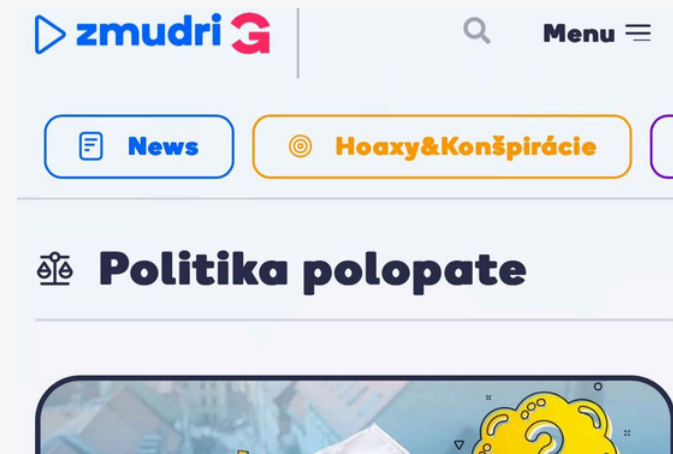 zmudri G
Menu
News
Hoaxy&Konšpirácie
Politika polopate
?